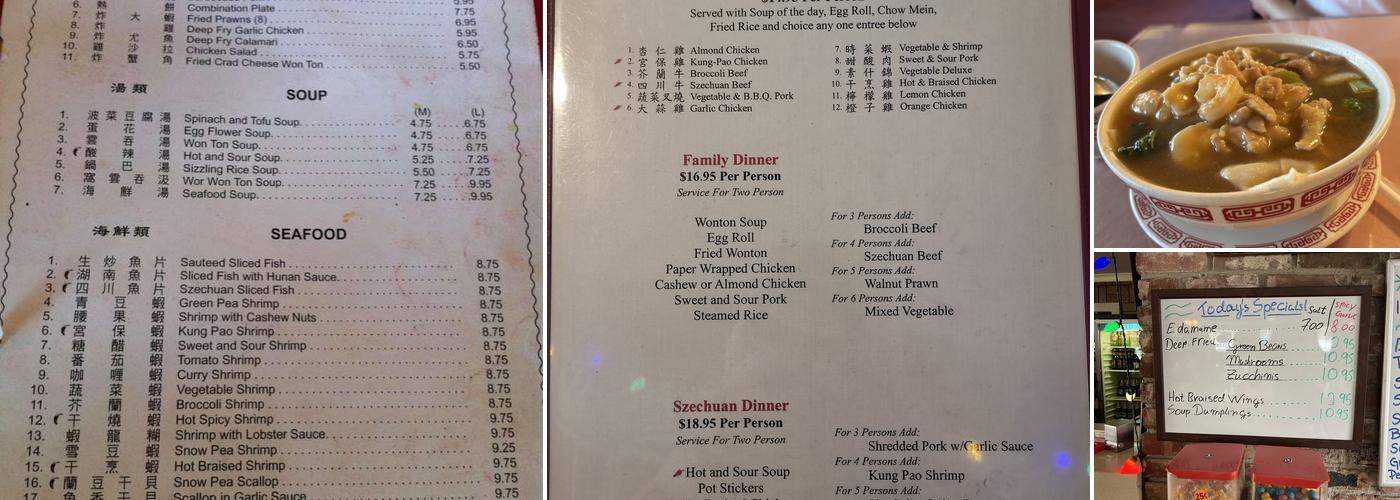 6. 熱 餅 Combination Plate 7.75
7. 炸 大 蝦 Fried Prawns (8) 6.95
8. 炸 雞 Deep Fry Garlic Chicken 5.95
9. 炸 尤 魚 Deep Fry Calamari 6.50
10. 雞 沙 拉 Chicken Salad 5.75
11. 炸 蟹 角 Fried Crad Cheese Won Ton 5.50
湯 類 SOUP
(M) (L)
1. 波 菜 豆 腐 湯 Spinach and Tofu Soup 4.75 6.75
2. 蛋 花 湯 Egg Flower Soup 4.75 6.75
3. 雲 吞 湯 Won Ton Soup 4.75 6.75
4. 酸 辣 湯 Hot and Sour Soup 5.25 7.25
5. 鍋 巴 湯 Sizzling Rice Soup 5.50 7.25
6. 窩 雲 吞 汲 Wor Won Ton Soup 7.25 9.95
7. 海 鮮 湯 Seafood Soup 7.25 9.95
海 鮮 類 SEAFOOD
1. 生 炒 魚 片 Sauteed Sliced Fish 8.75
2. 湖 南 魚 片 Sliced Fish with Hunan Sauce 8.75
3. 四 川 魚 片 Szechuan Sliced Fish 8.75
4. 青 豆 蝦 Green Pea Shrimp 8.75
5. 腰 果 蝦 Shrimp with Cashew Nuts 8.75
6. 宮 保 蝦 Kung Pao Shrimp 8.75
7. 糖 醋 蝦 Sweet and Sour Shrimp 8.75
8. 番 茄 蝦 Tomato Shrimp 8.75
9. 咖 喱 蝦 Curry Shrimp 8.75
10. 蔬 菜 蝦 Vegetable Shrimp 8.75
11. 芥 蘭 蝦 Broccoli Shrimp 8.75
12. 干 燒 蝦 Hot Spicy Shrimp 9.75
13. 蝦 龍 糊 Shrimp with Lobster Sauce 9.75
14. 雪 豆 蝦 Snow Pea Shrimp 9.25
15. 干 烹 蝦 Hot Braised Shrimp 9.75
16. 蘭 豆 干 貝 Snow Pea Scallop 9.75
17. 魚 香 干 貝 Scallop in Garlic Sauce 9.75
Served with Soup of the day, Egg Roll, Chow Mein,
Fried Rice and choice any one entree below
1. 杏 仁 雞 Almond Chicken
2. 宮 保 雞 Kung-Pao Chicken
3. 芥 蘭 牛 Broccoli Beef
4. 四 川 牛 Szechuan Beef
5. 蔬菜叉燒 Vegetable & B.B.Q. Pork
6. 大 蒜 雞 Garlic Chicken
7. 時 菜 蝦 Vegetable & Shrimp
8. 甜 酸 肉 Sweet & Sour Pork
9. 素 什 錦 Vegetable Deluxe
10. 干 烹 雞 Hot & Braised Chicken
11. 檸 檬 雞 Lemon Chicken
12. 橙 子 雞 Orange Chicken
Family Dinner
$16.95 Per Person
Service For Two Person
Wonton Soup
Egg Roll
Fried Wonton
Paper Wrapped Chicken
Cashew or Almond Chicken
Sweet and Sour Pork
Steamed Rice
For 3 Persons Add:
Broccoli Beef
For 4 Persons Add:
Szechuan Beef
For 5 Persons
Walnut Prawn
For 6 Persons Add:
Mixed Vegetable
Szechuan Dinner
$18.95 Per Person
Service For Two Person
Hot and Sour Soup
Pot Stickers
For 3 Persons Add:
Shredded Pork w/Garlic Sauce
For 4 Persons Add:
Kung Pao Shrimp
For 5 Persons
Today's Specials! Salt Spicy Garlic
Edamame 7.00 8.00
Deep Fried Green Beans 10.95
Mushrooms 10.95
Zucchinis 10.95
Hot Braised Wings 12.95
Soup Dumplings 10.95
25¢